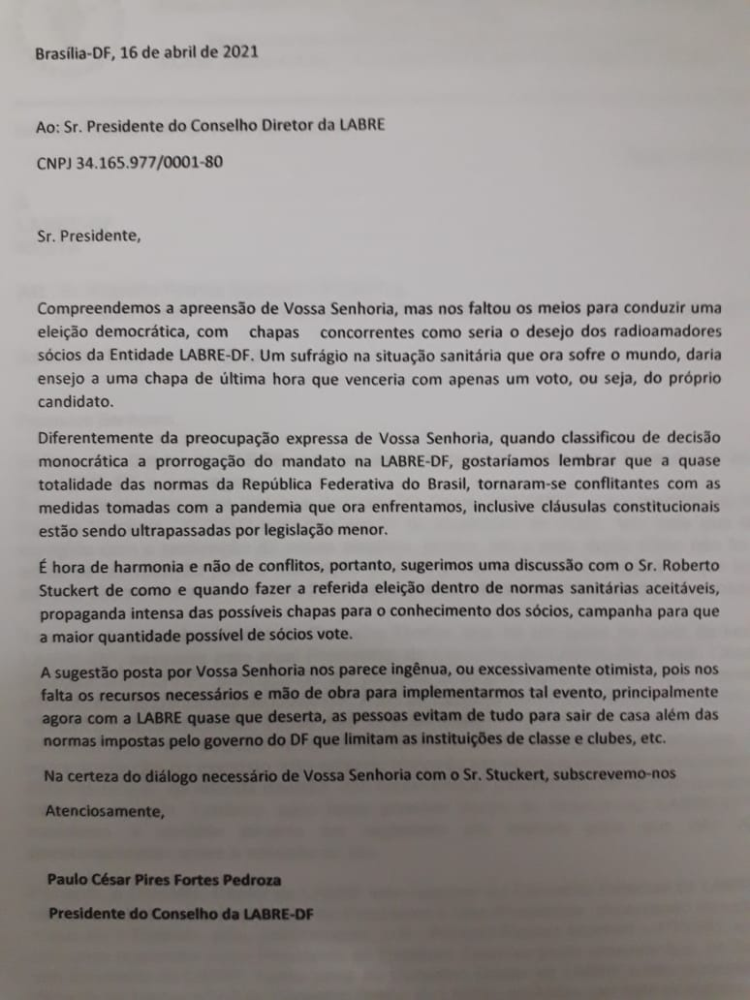 Brasília-DF, 16 de abril de 2021
Ao: Sr. Presidente do Conselho Diretor da LABRE
CNPJ 34.165.977/0001-80
Sr. Presidente,
Compreendemos a apreensão de Vossa Senhoria, mas nos faltou os meios para conduzir uma
eleição democrática, com chapas concorrentes como seria o desejo dos radioamadores
sócios da Entidade LABRE-DF. Um sufrágio na situação sanitária que ora sofre o mundo, daria
ensejo a uma chapa de última hora que venceria com apenas um voto, ou seja, do próprio
candidato.
Diferentemente da preocupação expressa de Vossa Senhoria, quando classificou de decisão
monocrática a prorrogação do mandato na LABRE-DF, gostaríamos lembrar que a quase
totalidade das normas da República Federativa do Brasil, tornaram-se conflitantes com as
medidas tomadas com a pandemia que ora enfrentamos, inclusive cláusulas constitucionais
estão sendo ultrapassadas por legislação menor.
É hora de harmonia e não de conflitos, portanto, sugerimos uma discussão com o Sr. Roberto
Stuckert de como e quando fazer a referida eleição dentro de normas sanitárias aceitáveis,
propaganda intensa das possíveis chapas para o conhecimento dos sócios, campanha para que
a maior quantidade possível de sócios vote.
A sugestão posta por Vossa Senhoria nos parece ingênua, ou excessivamente otimista, pois nos
falta os recursos necessários e mão de obra para implementarmos tal evento, principalmente
agora com a LABRE quase que deserta, as pessoas evitam de tudo para sair de casa além das
normas impostas pelo governo do DF que limitam as instituições de classe e clubes, etc.
Na certeza do diálogo necessário de Vossa Senhoria com o Sr. Stuckert, subscrevemo-nos
Atenciosamente,
Paulo César Pires Fortes Pedroza
Presidente do Conselho da LABRE-DF